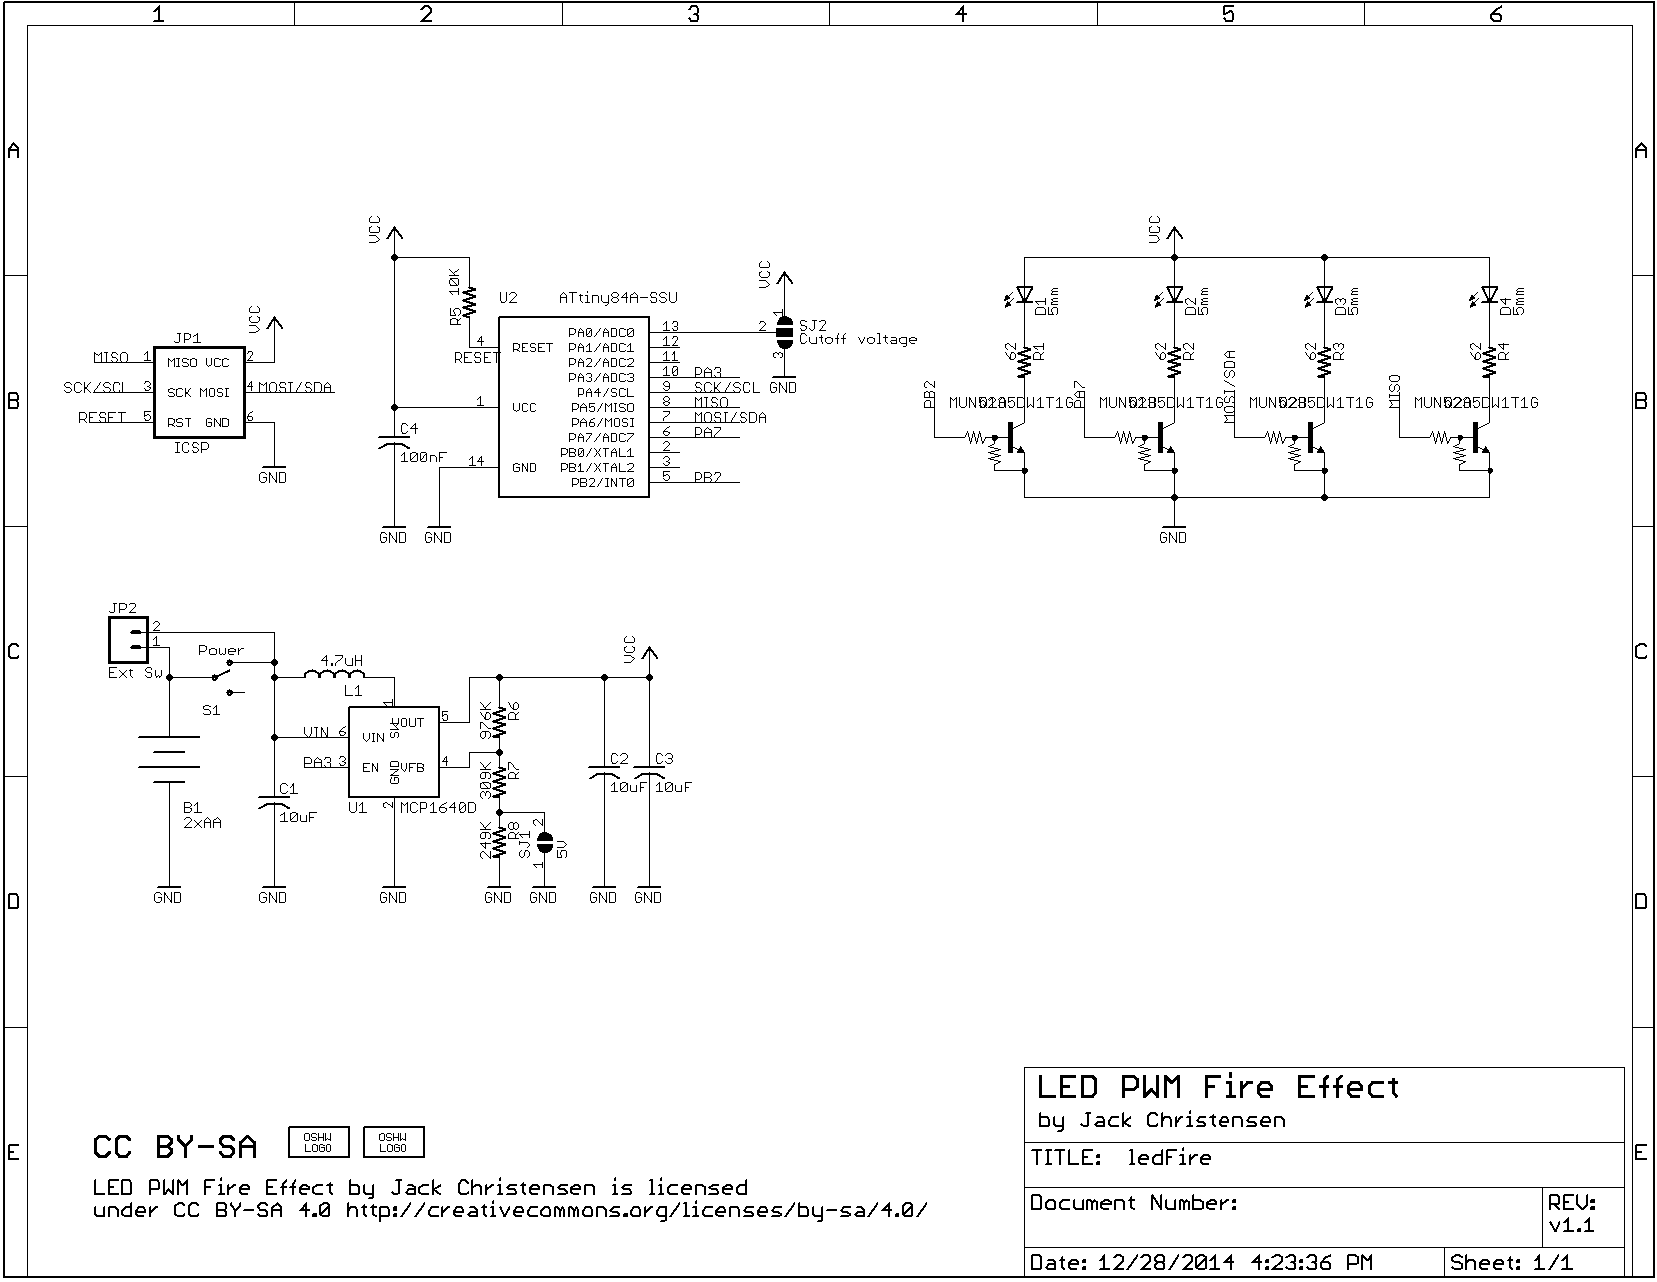 1 2 3 4 5 6
A A
B B
C C
D D
E E
JP1
MISO 1 MISO VCC 2 VCC
SCK/SCL 3 SCK MOSI 4 MOSI/SDA
RESET 5 RST GND 6
ICSP
GND
VCC
R5 10K
U2 ATtiny84A-SSU
4 RESET
RESET
1 VCC
14 GND
PA0/ADC0 13
PA1/ADC1 12
PA2/ADC2 11
PA3/ADC3 10 PA3
PA4/SCL 9 SCK/SCL
PA5/MISO 8 MISO
PA6/MOSI 7 MOSI/SDA
PA7/ADC7 6 PA7
PB0/XTAL1 2
PB1/XTAL2 3
PB2/INT0 5 PB2
C4
100nF
GND GND
VCC
1
2 SJ2
Cutoff voltage
3
GND
VCC
D1 5mm
D2 5mm
D3 5mm
D4 5mm
62 R1
62 R2
62 R3
62 R4
PB2
PA7
MOSI/SDA
MISO
GND
JP2
2
1
Ext Sw
Power
S1
B1
2xAA
GND
C1
10uF
GND
4.7uH
L1
1
SW
VIN 6 VIN
PA3 3 EN
VOUT 5
VFB 4
GND
2
U1 MCP1640D
GND
976K R6
309K R7
249K R8
GND
SJ1
2
1
5V
GND
VCC
C2
10uF
C3
10uF
GND GND
CC BY-SA
OSHW
LOGO
OSHW
LOGO
LED PWM Fire Effect by Jack Christensen is licensed
under CC BY-SA 4.0 http://creativecommons.org/licenses/by-sa/4.0/
LED PWM Fire Effect
by Jack Christensen
TITLE: ledFire
Document Number:
REV:
v1.1
Date: 12/28/2014 4:23:36 PM
Sheet: 1/1